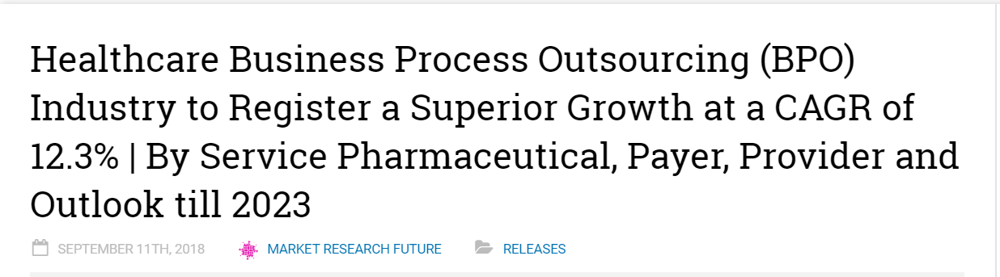 Healthcare Business Process Outsourcing (BPO)
Industry to Register a Superior Growth at a CAGR of
12.3% | By Service Pharmaceutical, Payer, Provider and
Outlook till 2023
SEPTEMBER 11TH, 2018 MARKET RESEARCH FUTURE RELEASES